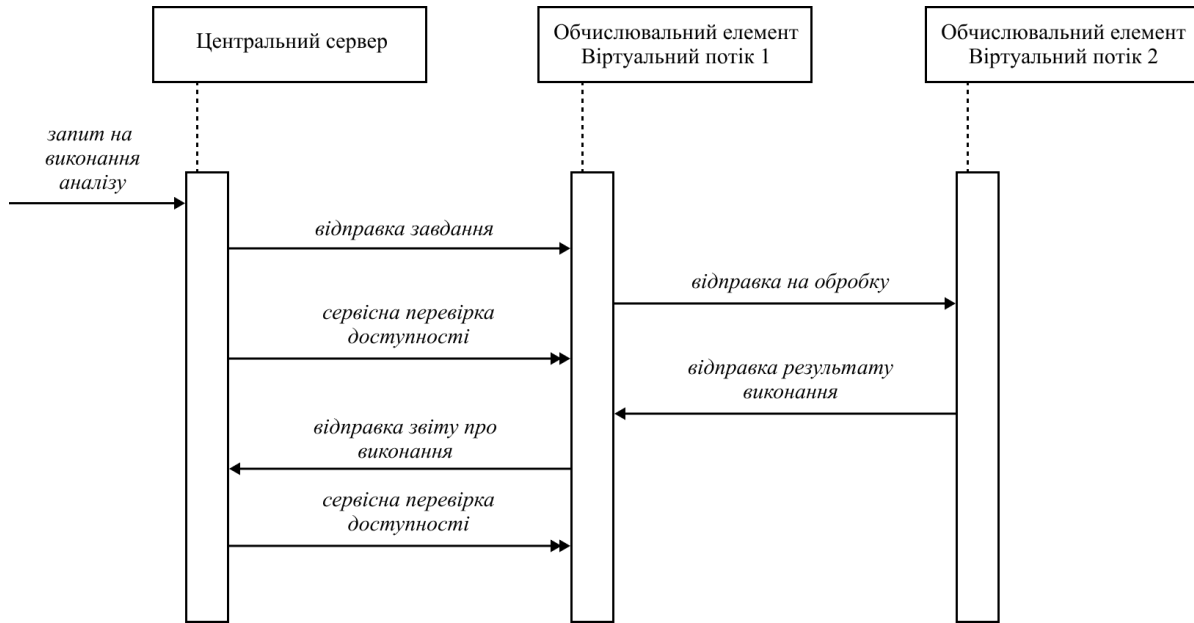 Центральний сервер
Обчислювальний елемент
Віртуальний потік 1
Обчислювальний елемент
Віртуальний потік 2
запит на
виконання
аналізу
відправка завдання
відправка на обробку
сервісна перевірка
доступності
відправка результату
виконання
відправка звіту про
виконання
сервісна перевірка
доступності